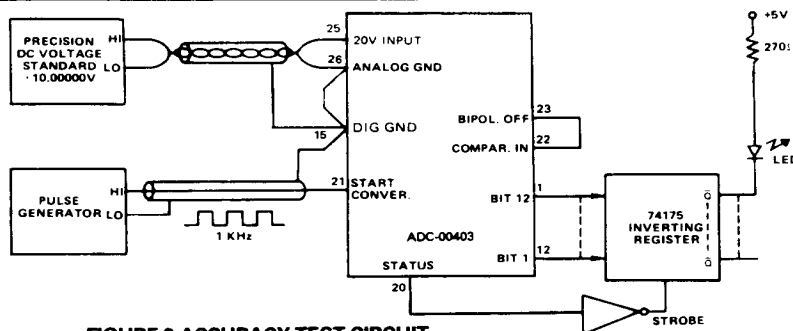 PRECISION
DC VOLTAGE
STANDARD
10.00000V
HI
LO
25
20V INPUT
26
ANALOG GND
15
DIG GND
PULSE
GENERATOR
HI
LO
1 KHz
21
START
CONVER.
ADC-00403
STATUS
20
BIPOL. OFF
23
COMPAR. IN
22
BIT 12
1
BIT 1
12
74175
INVERTING
REGISTER
STROBE
+5V
LED
FIGURE 2 ACCURACY TEST CIRCUIT